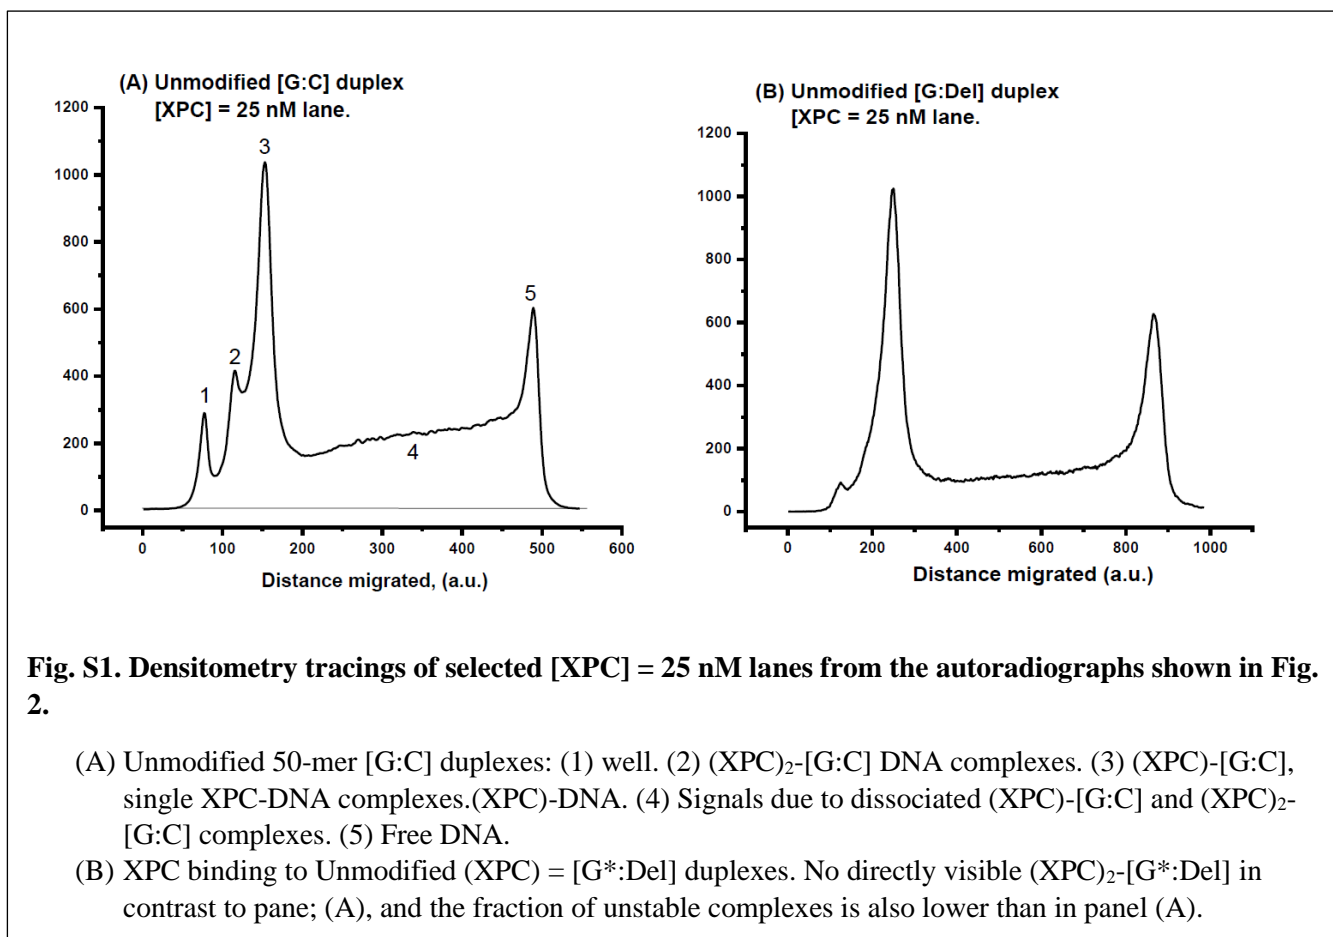 (A) Unmodified [G:C] duplex
[XPC] = 25 nM lane.
1200
1000
800
600
400
200
0
1
2
3
4
5
0 100 200 300 400 500 600
Distance migrated, (a.u.)
(B) Unmodified [G:Del] duplex
[XPC = 25 nM lane.
1200
1000
800
600
400
200
0
0 200 400 600 800 1000
Distance migrated (a.u.)
Fig. S1. Densitometry tracings of selected [XPC] = 25 nM lanes from the autoradiographs shown in Fig.
2.
(A) Unmodified 50-mer [G:C] duplexes: (1) well. (2) (XPC)₂-[G:C] DNA complexes. (3) (XPC)-[G:C],
single XPC-DNA complexes.(XPC)-DNA. (4) Signals due to dissociated (XPC)-[G:C] and (XPC)₂-
[G:C] complexes. (5) Free DNA.
(B) XPC binding to Unmodified (XPC) = [G*:Del] duplexes. No directly visible (XPC)₂-[G*:Del] in
contrast to pane; (A), and the fraction of unstable complexes is also lower than in panel (A).